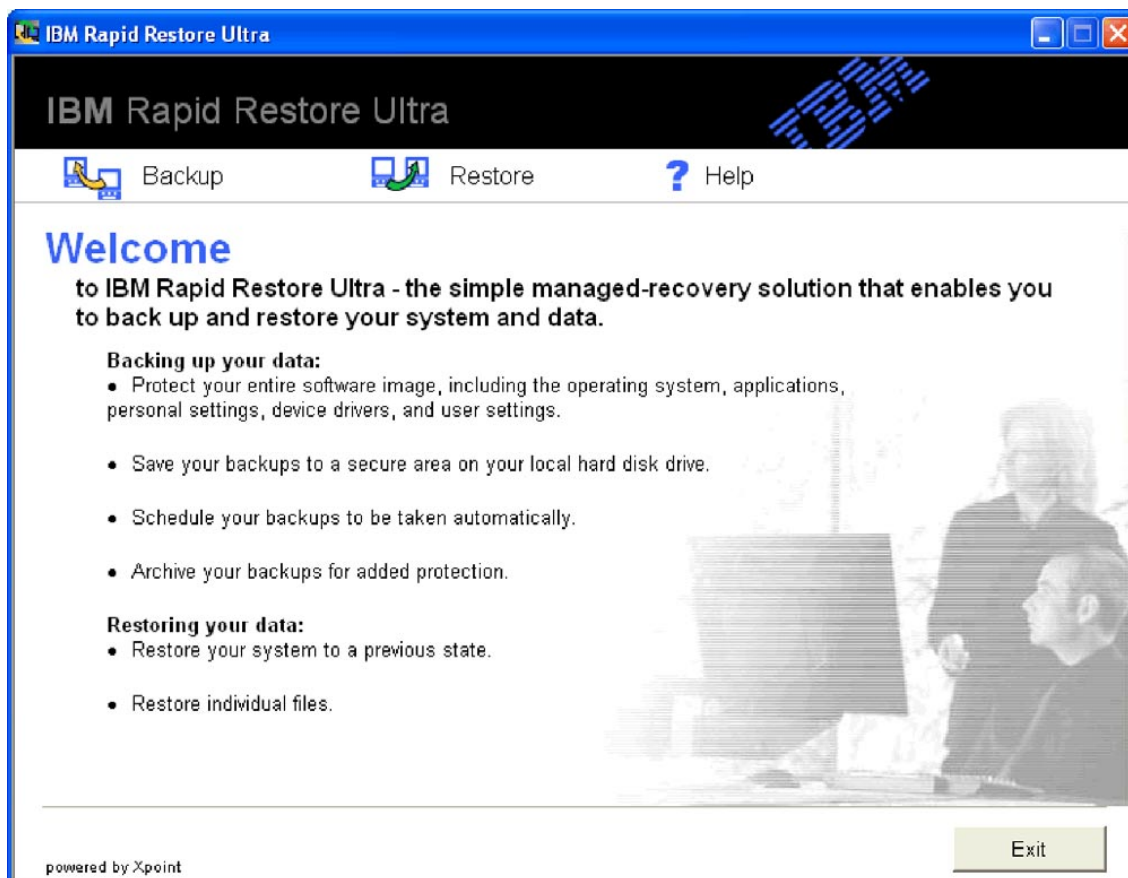 IBM Rapid Restore Ultra
IBM Rapid Restore Ultra
IBM
Backup
Restore
? Help
Welcome
to IBM Rapid Restore Ultra - the simple managed-recovery solution that enables you
to back up and restore your system and data.
Backing up your data:
• Protect your entire software image, including the operating system, applications,
personal settings, device drivers, and user settings.
• Save your backups to a secure area on your local hard disk drive.
• Schedule your backups to be taken automatically.
• Archive your backups for added protection.
Restoring your data:
• Restore your system to a previous state.
• Restore individual files.
Exit
powered by Xpoint